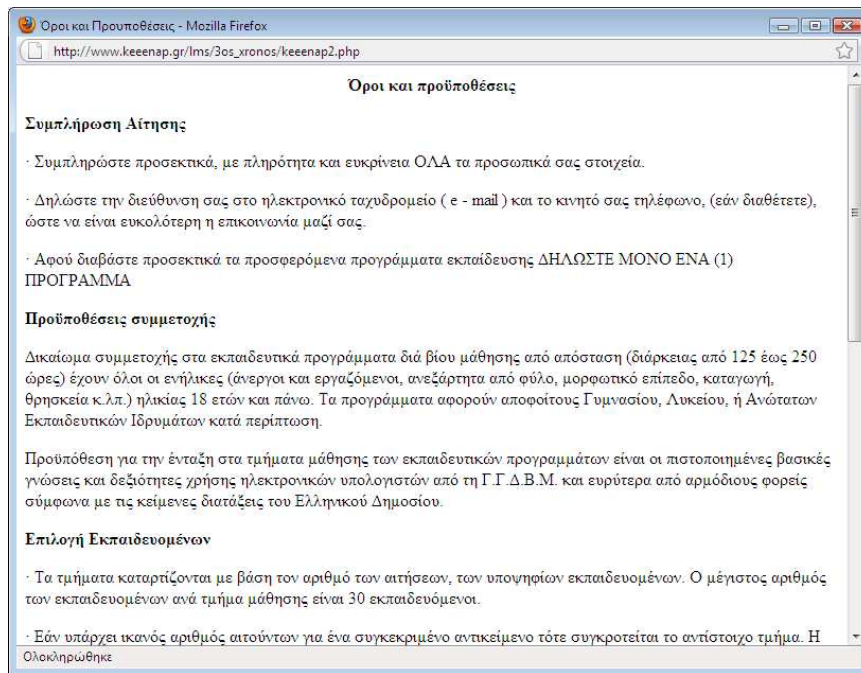 Όροι και Προυποθέσεις - Mozilla Firefox
http://www.keeenap.gr/lms/3os_xronos/keeenap2.php
Όροι και προϋποθέσεις
Συμπλήρωση Αίτησης
· Συμπληρώστε προσεκτικά, με πληρότητα και ευκρίνεια ΟΛΑ τα προσωπικά σας στοιχεία.
· Δηλώστε την διεύθυνση σας στο ηλεκτρονικό ταχυδρομείο ( e - mail ) και το κινητό σας τηλέφωνο, (εάν διαθέτετε),
ώστε να είναι ευκολότερη η επικοινωνία μαζί σας.
· Αφού διαβάστε προσεκτικά τα προσφερόμενα προγράμματα εκπαίδευσης ΔΗΛΩΣΤΕ ΜΟΝΟ ΕΝΑ (1)
ΠΡΟΓΡΑΜΜΑ
Προϋποθέσεις συμμετοχής
Δικαίωμα συμμετοχής στα εκπαιδευτικά προγράμματα διά βίου μάθησης από απόσταση (διάρκειας από 125 έως 250
ώρες) έχουν όλοι οι ενήλικες (άνεργοι και εργαζόμενοι, ανεξάρτητα από φύλο, μορφωτικό επίπεδο, καταγωγή,
θρησκεία κ.λπ.) ηλικίας 18 ετών και πάνω. Τα προγράμματα αφορούν αποφοίτους Γυμνασίου, Λυκείου, ή Ανώτατων
Εκπαιδευτικών Ιδρυμάτων κατά περίπτωση.
Προϋπόθεση για την ένταξη στα τμήματα μάθησης των εκπαιδευτικών προγραμμάτων είναι οι πιστοποιημένες βασικές
γνώσεις και δεξιότητες χρήσης ηλεκτρονικών υπολογιστών από τη Γ.Γ.Δ.Β.Μ. και ευρύτερα από αρμόδιους φορείς
σύμφωνα με τις κείμενες διατάξεις του Ελληνικού Δημοσίου.
Επιλογή Εκπαιδευομένων
· Τα τμήματα καταρτίζονται με βάση τον αριθμό των αιτήσεων, των υποψηφίων εκπαιδευομένων. Ο μέγιστος αριθμός
των εκπαιδευομένων ανά τμήμα μάθησης είναι 30 εκπαιδευόμενοι.
· Εάν υπάρχει ικανός αριθμός αιτούντων για ένα συγκεκριμένο αντικείμενο τότε συγκροτείται το αντίστοιχο τμήμα. Η
Ολοκληρώθηκε